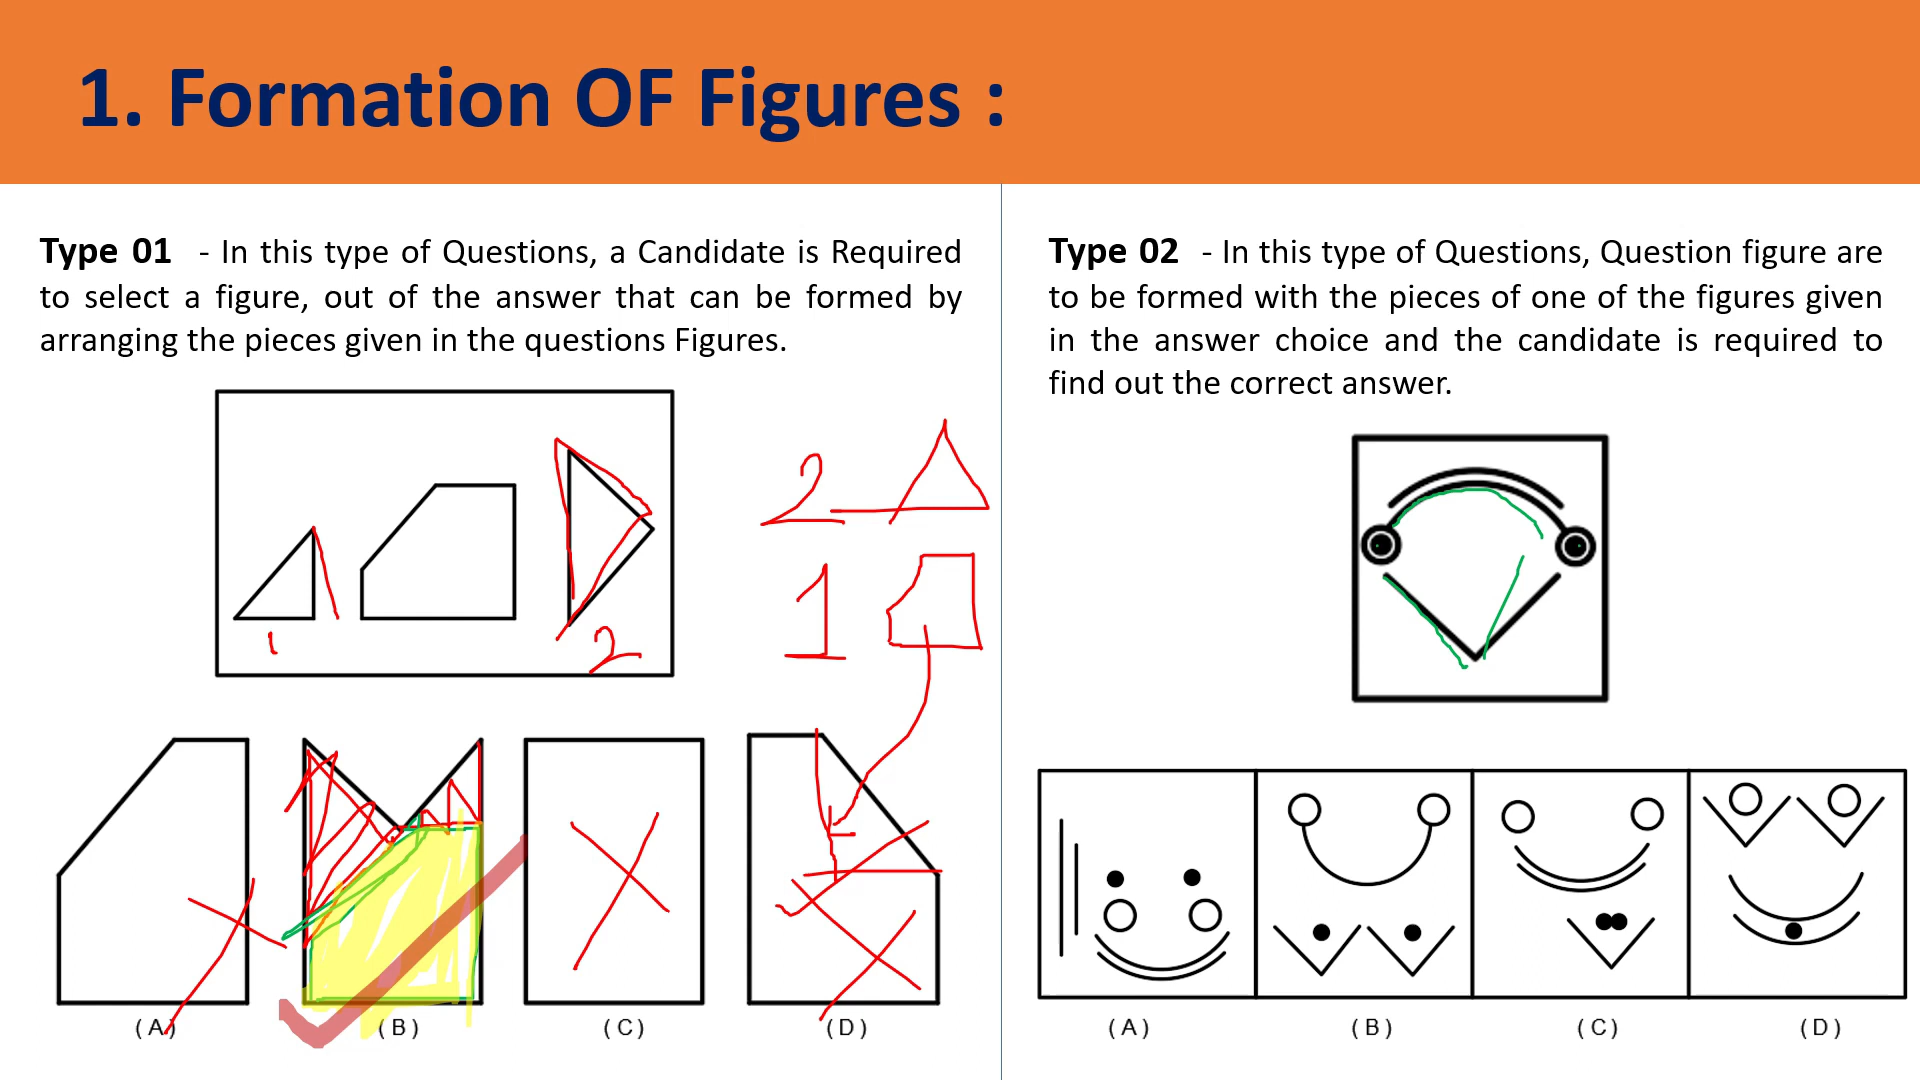 1. Formation OF Figures :
Type 01 - In this type of Questions, a Candidate is Required
to select a figure, out of the answer that can be formed by
arranging the pieces given in the questions Figures.
1
2
2
1
(A)
(B)
(C)
(D)
Type 02 - In this type of Questions, Question figure are
to be formed with the pieces of one of the figures given
in the answer choice and the candidate is required to
find out the correct answer.
(A)
(B)
(C)
(D)